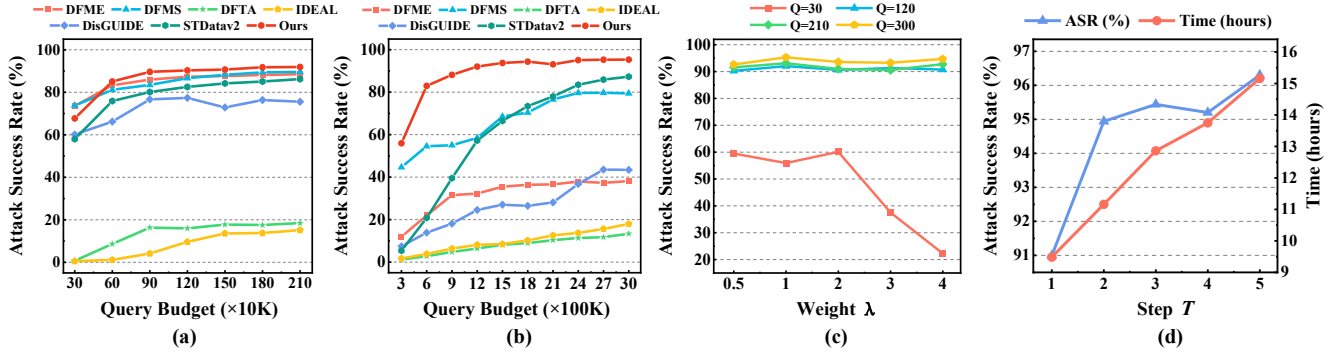 DFME DFMS DFTA IDEAL
DisGUIDE STDatav2 Ours
Attack Success Rate (%)
100
80
60
40
20
0
30 60 90 120 150 180 210
Query Budget (×10K)
(a)
DFME DFMS DFTA IDEAL
DisGUIDE STDatav2 Ours
Attack Success Rate (%)
100
80
60
40
20
0
3 6 9 12 15 18 21 24 27 30
Query Budget (×100K)
(b)
Q=30 Q=120
Q=210 Q=300
Attack Success Rate (%)
100
90
80
70
60
50
40
30
20
0.5 1 2 3 4
Weight λ
(c)
ASR (%) Time (hours)
Attack Success Rate (%)
97
96
95
94
93
92
91
1 2 3 4 5
Step T
16
15
14
13
12
11
10
9
Time (hours)
(d)